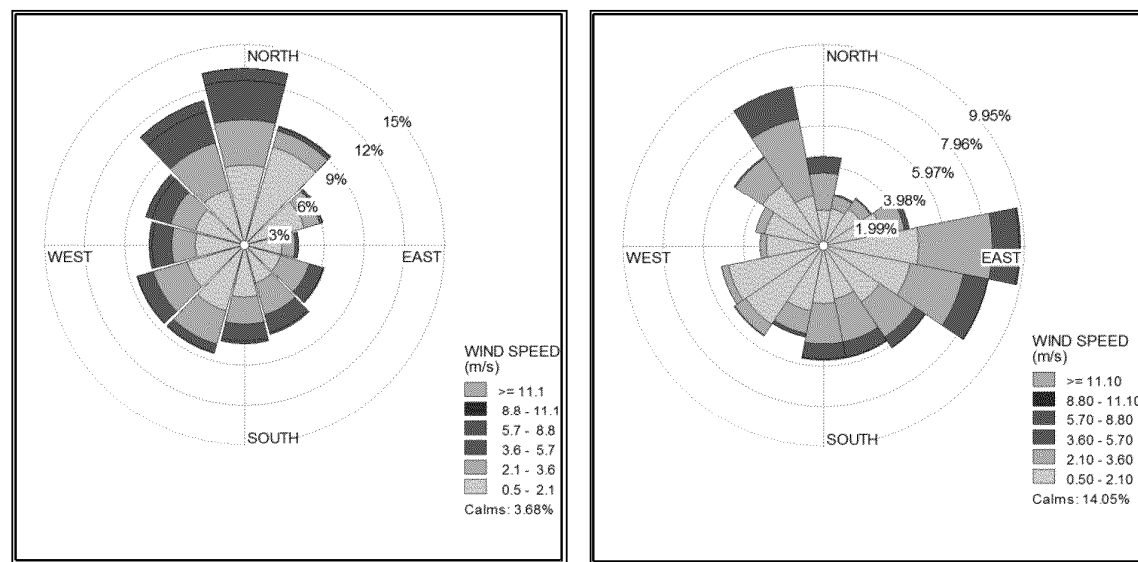 NORTH
15%
12%
9%
6%
3%
WEST
EAST
SOUTH
WIND SPEED
(m/s)
>= 11.1
8.8 - 11.1
5.7 - 8.8
3.6 - 5.7
2.1 - 3.6
0.5 - 2.1
Calms: 3.68%
NORTH
9.95%
7.96%
5.97%
3.98%
1.99%
WEST
EAST
SOUTH
WIND SPEED
(m/s)
>= 11.10
8.80 - 11.10
5.70 - 8.80
3.60 - 5.70
2.10 - 3.60
0.50 - 2.10
Calms: 14.05%